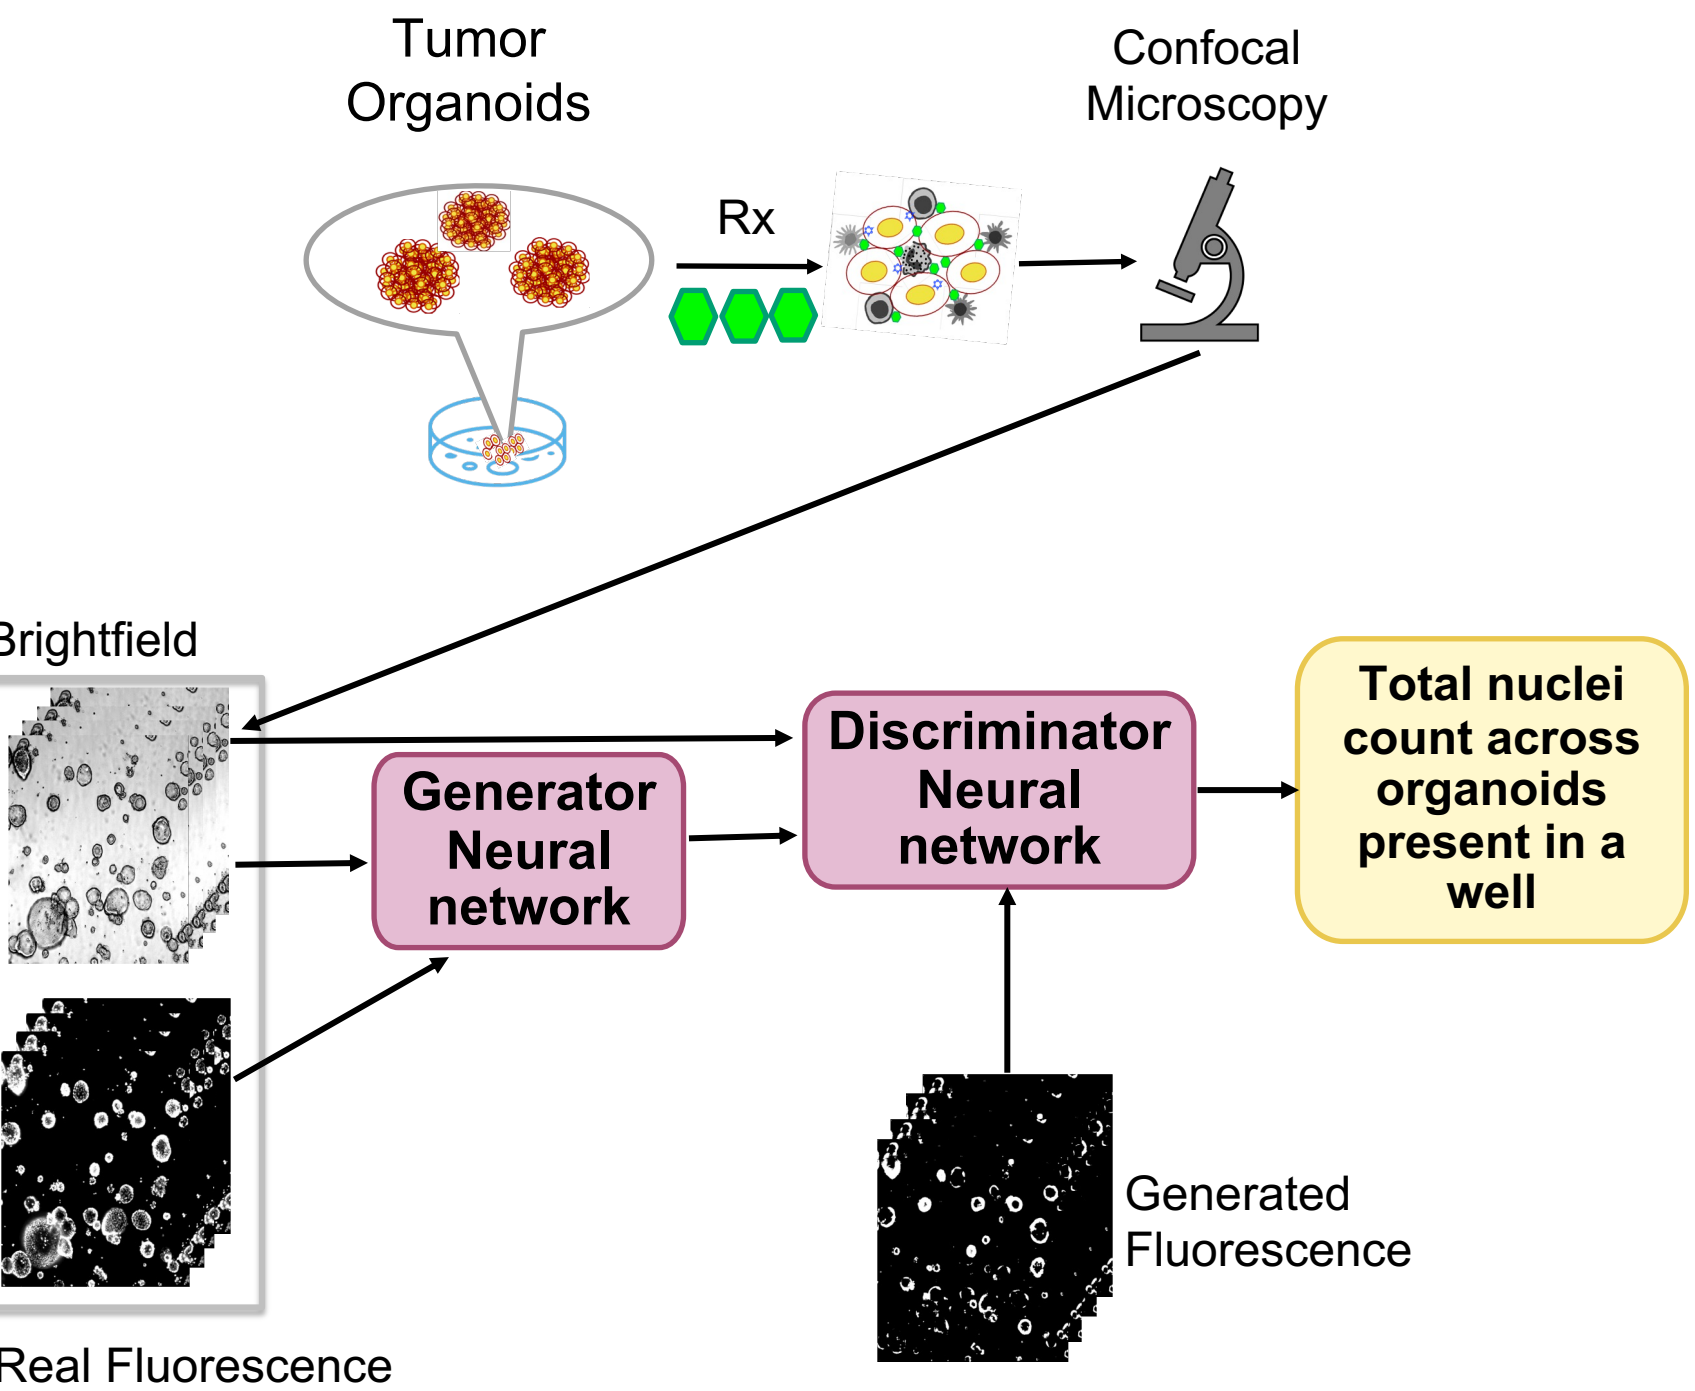 Tumor
Organoids
Confocal
Microscopy
Rx
Brightfield
Generator
Neural
network
Discriminator
Neural
network
Total nuclei
count across
organoids
present in a
well
Generated
Fluorescence
Real Fluorescence